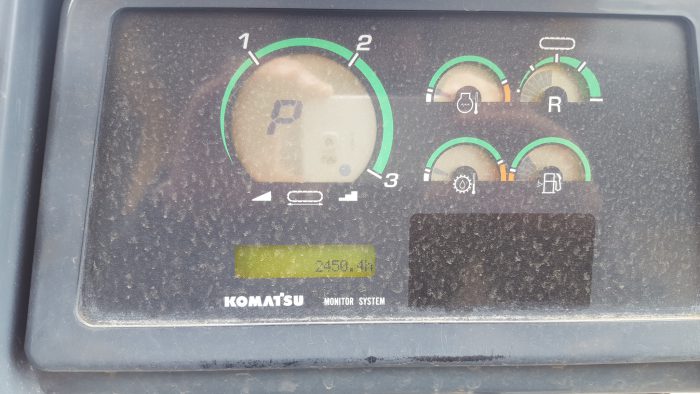 1 2
P
R
3
2450.4h
KOMATSU MONITOR SYSTEM